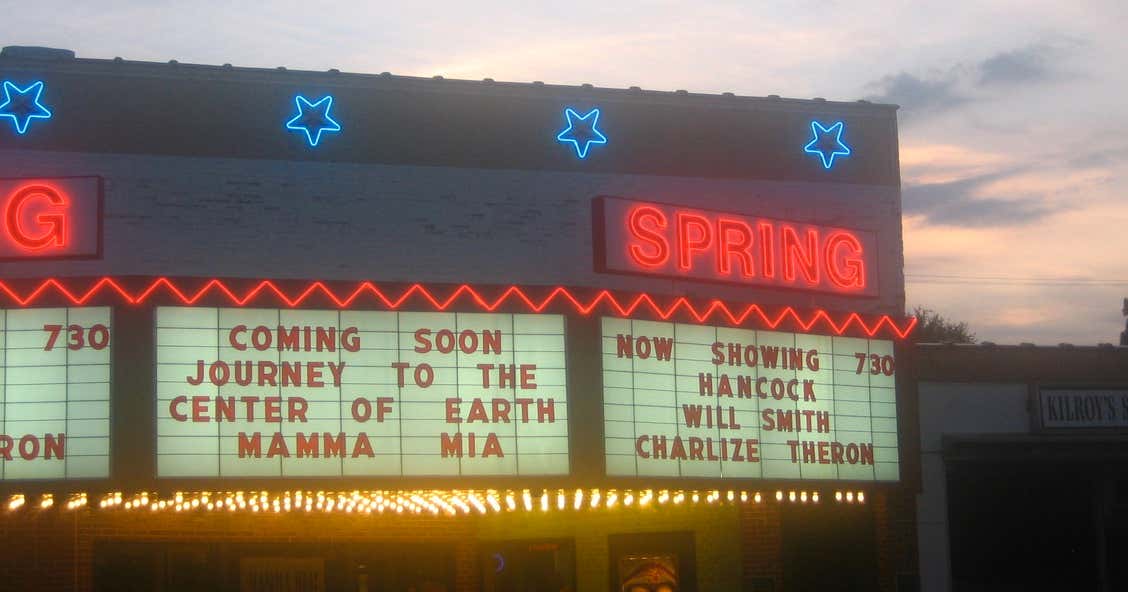 G
SPRING
730
RON
COMING SOON
JOURNEY TO THE
CENTER OF EARTH
MAMMA MIA
NOW SHOWING 730
HANCOCK
WILL SMITH
CHARLIZE THERON
KILROY'S S